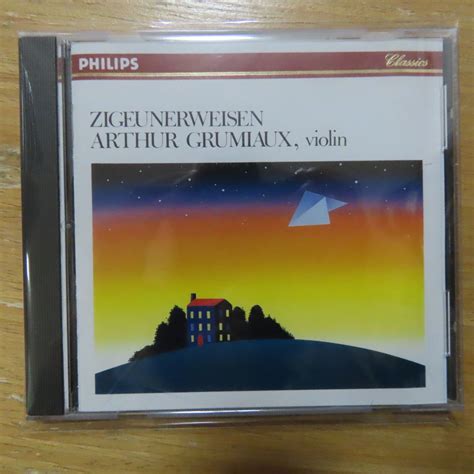 PHILIPS
Classics
ZIGEUNERWEISEN
ARTHUR GRUMIAUX, violin